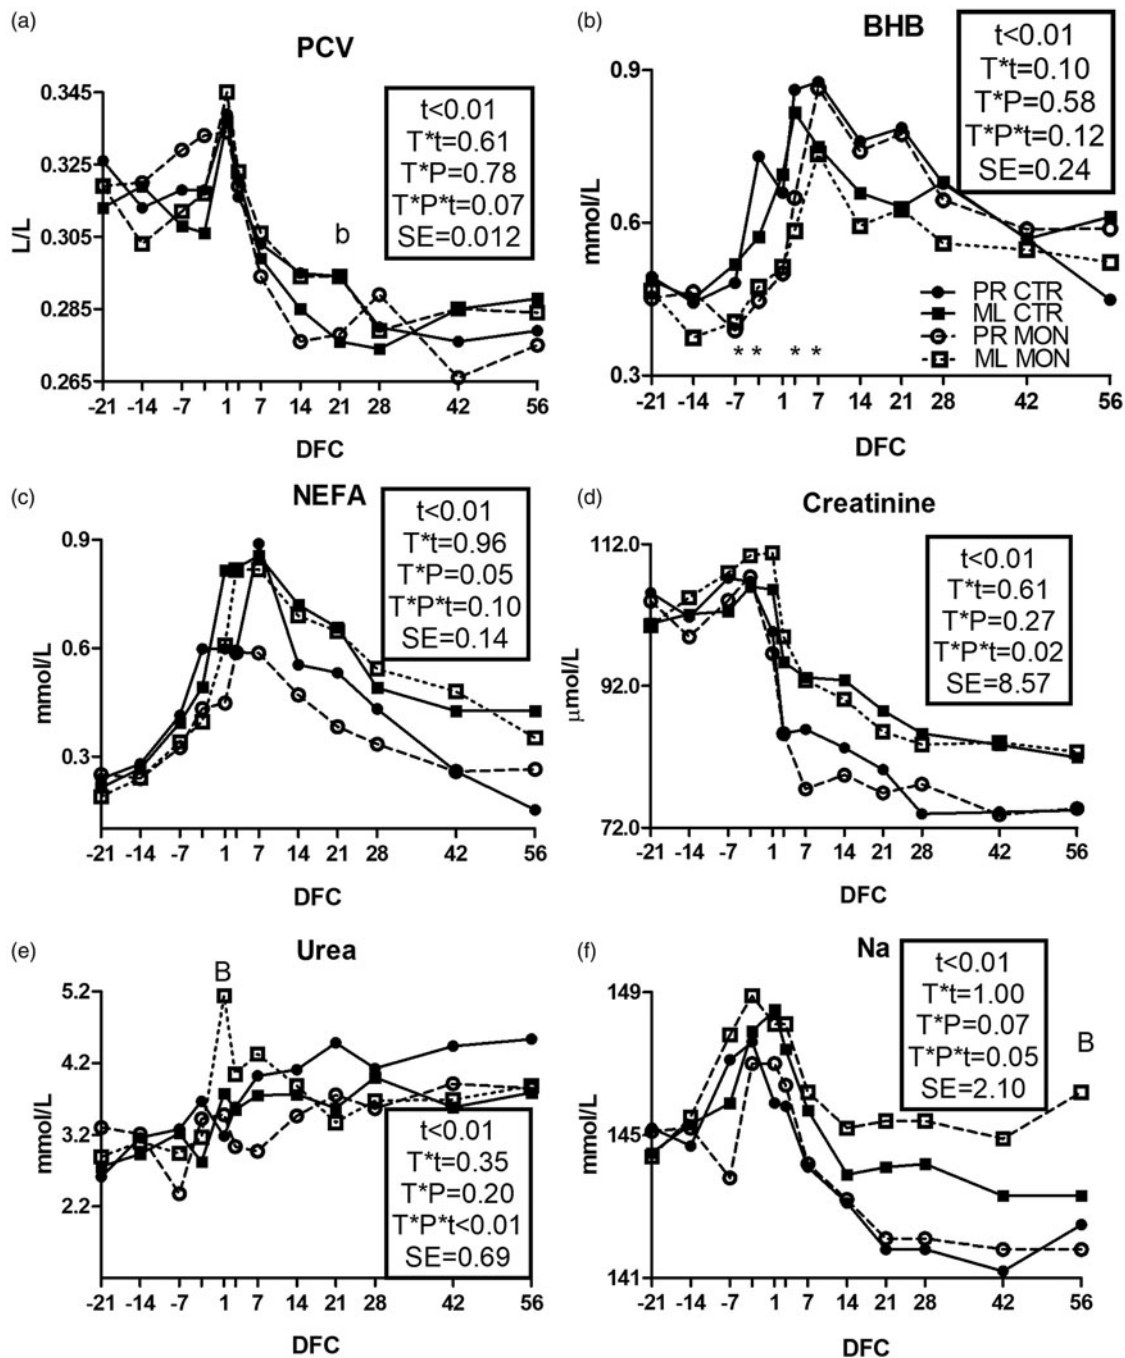 (a)
PCV
t<0.01
T*t=0.61
T*P=0.78
T*P*t=0.07
SE=0.012
b
L/L
0.345
0.325
0.305
0.285
0.265
-21 -14 -7 1 7 14 21 28 42 56
DFC
(b)
BHB
t<0.01
T*t=0.10
T*P=0.58
T*P*t=0.12
SE=0.24
mmol/L
0.9
0.6
0.3
PR CTR
ML CTR
PR MON
ML MON
* * * *
-21 -14 -7 1 7 14 21 28 42 56
DFC
(c)
NEFA
t<0.01
T*t=0.96
T*P=0.05
T*P*t=0.10
SE=0.14
mmol/L
0.9
0.6
0.3
-21 -14 -7 1 7 14 21 28 42 56
DFC
(d)
Creatinine
t<0.01
T*t=0.61
T*P=0.27
T*P*t=0.02
SE=8.57
μmol/L
112.0
92.0
72.0
-21 -14 -7 1 7 14 21 28 42 56
DFC
(e)
Urea
B
mmol/L
5.2
4.2
3.2
2.2
t<0.01
T*t=0.35
T*P=0.20
T*P*t<0.01
SE=0.69
-21 -14 -7 1 7 14 21 28 42 56
DFC
(f)
Na
t<0.01
T*t=1.00
T*P=0.07
T*P*t=0.05
SE=2.10
B
mmol/L
149
145
141
-21 -14 -7 1 7 14 21 28 42 56
DFC